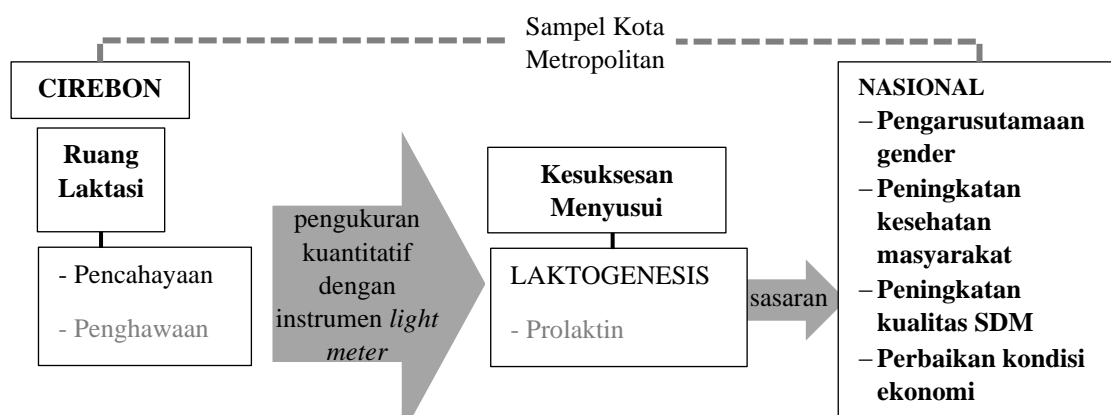 Sampel Kota
Metropolitan
CIREBON
Ruang
Laktasi
- Pencahayaan
- Penghawaan
pengukuran
kuantitatif
dengan
instrumen light
meter
Kesuksesan
Menyusui
LAKTOGENESIS
- Prolaktin
sasaran
NASIONAL
– Pengarusutamaan
gender
– Peningkatan
kesehatan
masyarakat
– Peningkatan
kualitas SDM
– Perbaikan kondisi
ekonomi